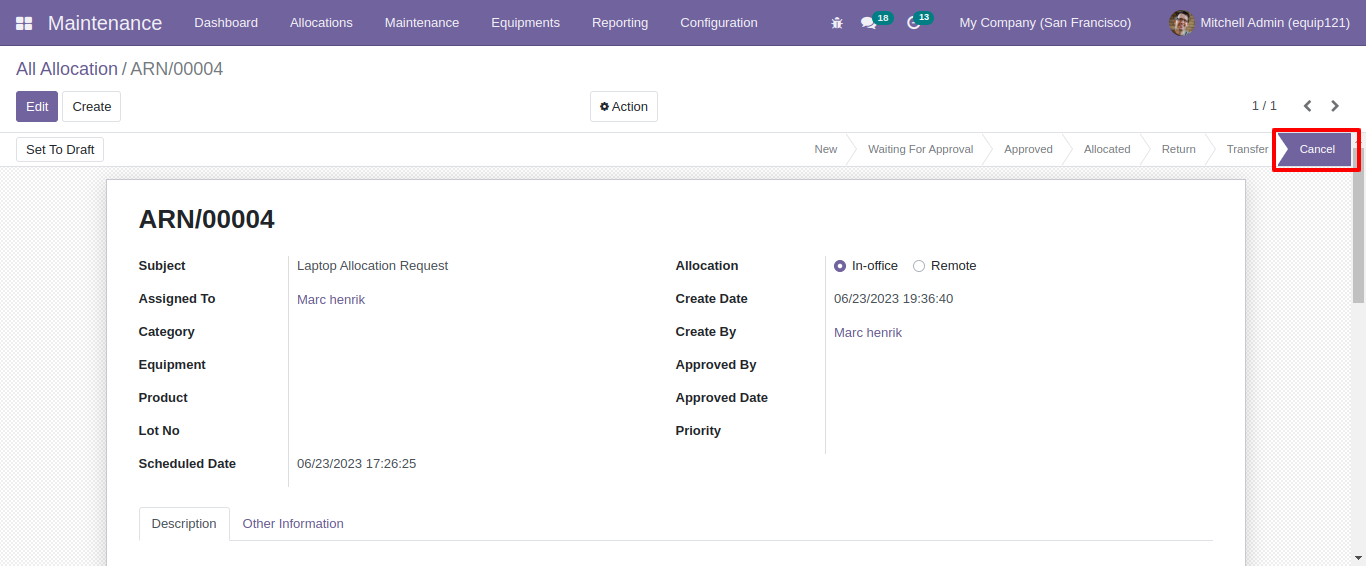 Maintenance Dashboard Allocations Maintenance Equipments Reporting Configuration 18 13 My Company (San Francisco) Mitchell Admin (equip121)
All Allocation / ARN/00004
Edit Create Action 1 / 1
Set To Draft New Waiting For Approval Approved Allocated Return Transfer Cancel
ARN/00004
Subject Laptop Allocation Request
Assigned To Marc henrik
Category
Equipment
Product
Lot No
Scheduled Date 06/23/2023 17:26:25
Allocation In-office Remote
Create Date 06/23/2023 19:36:40
Create By Marc henrik
Approved By
Approved Date
Priority
Description Other Information